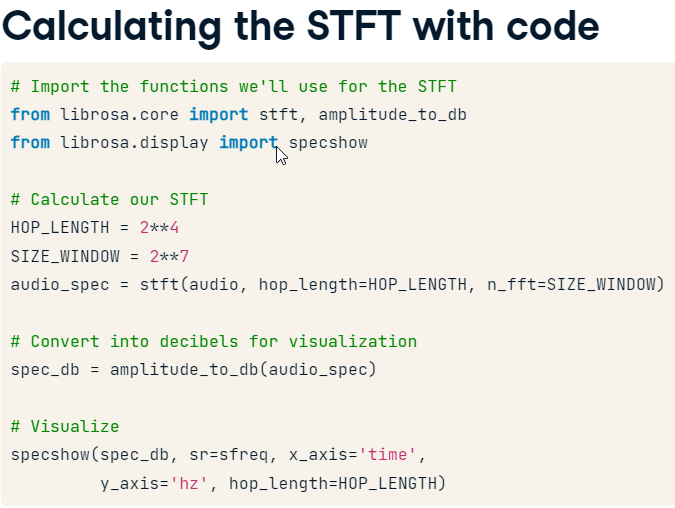 Calculating the STFT with code
# Import the functions we'll use for the STFT
from librosa.core import stft, amplitude_to_db
from librosa.display import specshow
# Calculate our STFT
HOP_LENGTH = 2**4
SIZE_WINDOW = 2**7
audio_spec = stft(audio, hop_length=HOP_LENGTH, n_fft=SIZE_WINDOW)
# Convert into decibels for visualization
spec_db = amplitude_to_db(audio_spec)
# Visualize
specshow(spec_db, sr=sfreq, x_axis='time',
y_axis='hz', hop_length=HOP_LENGTH)